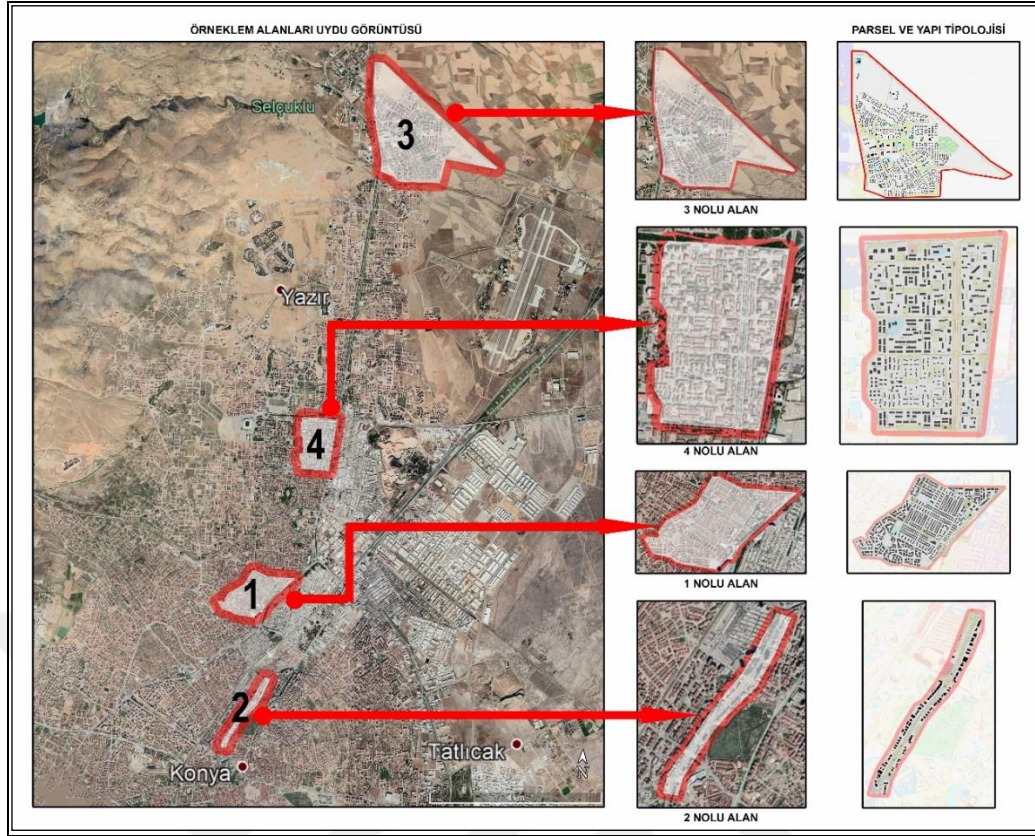 ÖRNEKLEM ALANLARI UYDU GÖRÜNTÜSÜ
PARSEL VE YAPI TİPOLOJİSİ
Selçuklu
3
3 NOLU ALAN
Yazır
4
4 NOLU ALAN
1
1 NOLU ALAN
2
Konya
Tatlıcak
N
2 NOLU ALAN